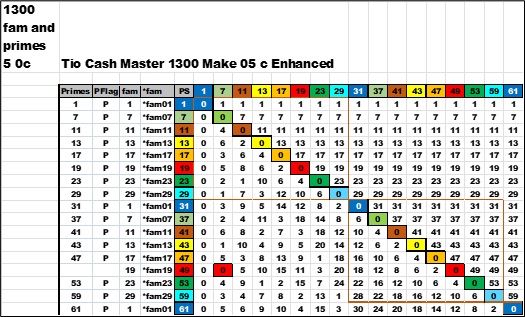 1300
fam and
primes
5 0c Tio Cash Master 1300 Make 05 c Enhanced
Primes PFlag fam *fam PS 1 7 11 13 17 19 23 29 31 37 41 43 47 49 53 59 61
1 P 1 *fam01 1 0 1 1 1 1 1 1 1 1 1 1 1 1 1 1 1 1
7 P 7 *fam07 7 0 0 7 7 7 7 7 7 7 7 7 7 7 7 7 7 7
11 P 11 *fam11 11 0 4 0 11 11 11 11 11 11 11 11 11 11 11 11 11 11
13 P 13 *fam13 13 0 6 2 0 13 13 13 13 13 13 13 13 13 13 13 13 13
17 P 17 *fam17 17 0 3 6 4 0 17 17 17 17 17 17 17 17 17 17 17 17
19 P 19 *fam19 19 0 5 8 6 2 0 19 19 19 19 19 19 19 19 19 19 19
23 P 23 *fam23 23 0 2 1 10 6 4 0 23 23 23 23 23 23 23 23 23 23
29 P 29 *fam29 29 0 1 7 3 12 10 6 0 29 29 29 29 29 29 29 29 29
31 P 1 *fam01 31 0 3 9 5 14 12 8 2 0 31 31 31 31 31 31 31 31
37 P 7 *fam07 37 0 2 4 11 3 18 14 8 6 0 37 37 37 37 37 37 37
41 P 11 *fam11 41 0 6 8 2 7 3 18 12 10 4 0 41 41 41 41 41 41
43 P 13 *fam13 43 0 1 10 4 9 5 20 14 12 6 2 0 43 43 43 43 43
47 P 17 *fam17 47 0 5 3 8 13 9 1 18 16 10 6 4 0 47 47 47 47
19 *fam19 49 0 0 5 10 15 11 3 20 18 12 8 6 2 0 49 49 49
53 P 23 *fam23 53 0 4 9 1 2 15 7 24 22 16 12 10 6 4 0 53 53
59 P 29 *fam29 59 0 3 4 7 8 2 13 1 28 22 18 16 12 10 6 0 59
61 P 1 *fam01 61 0 5 6 9 10 4 15 3 30 24 20 18 14 12 8 2 0